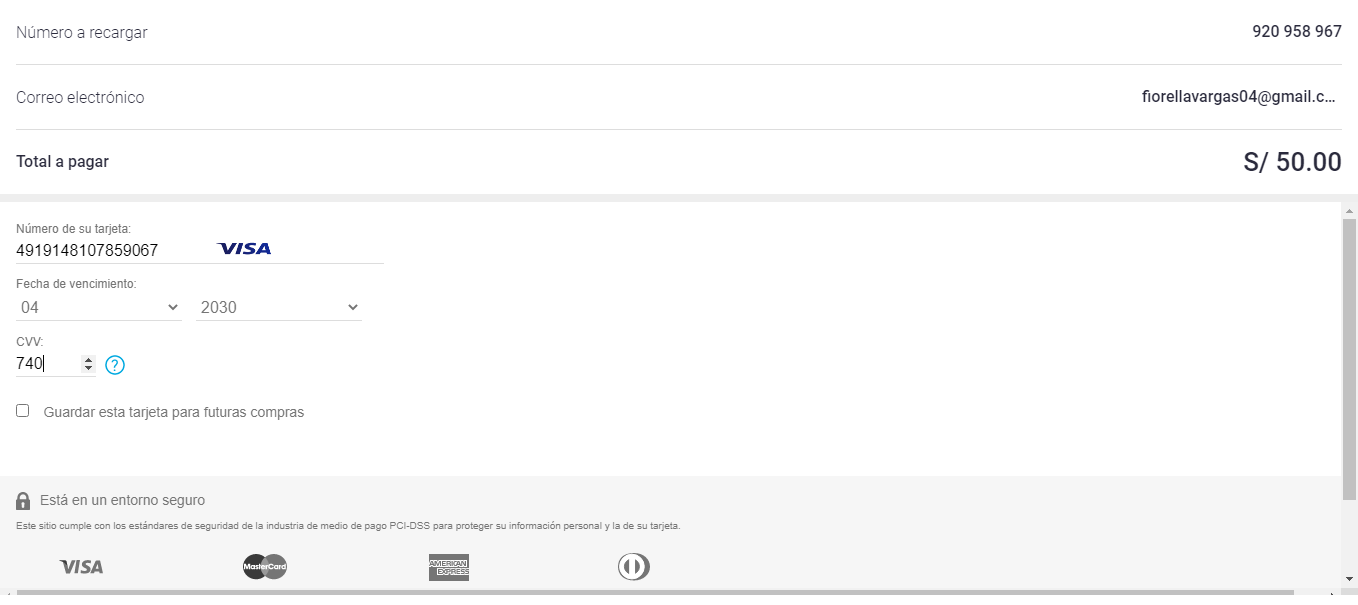 Número a recargar 920 958 967
Correo electrónico fiorellavargas04@gmail.c...
Total a pagar S/ 50.00
Número de su tarjeta:
4919148107859067 VISA
Fecha de vencimiento:
04 2030
CVV:
740 ?
Guardar esta tarjeta para futuras compras
Está en un entorno seguro
Este sitio cumple con los estándares de seguridad de la industria de medio de pago PCI-DSS para proteger su información personal y la de su tarjeta.
VISA MasterCard AMERICAN EXPRESS